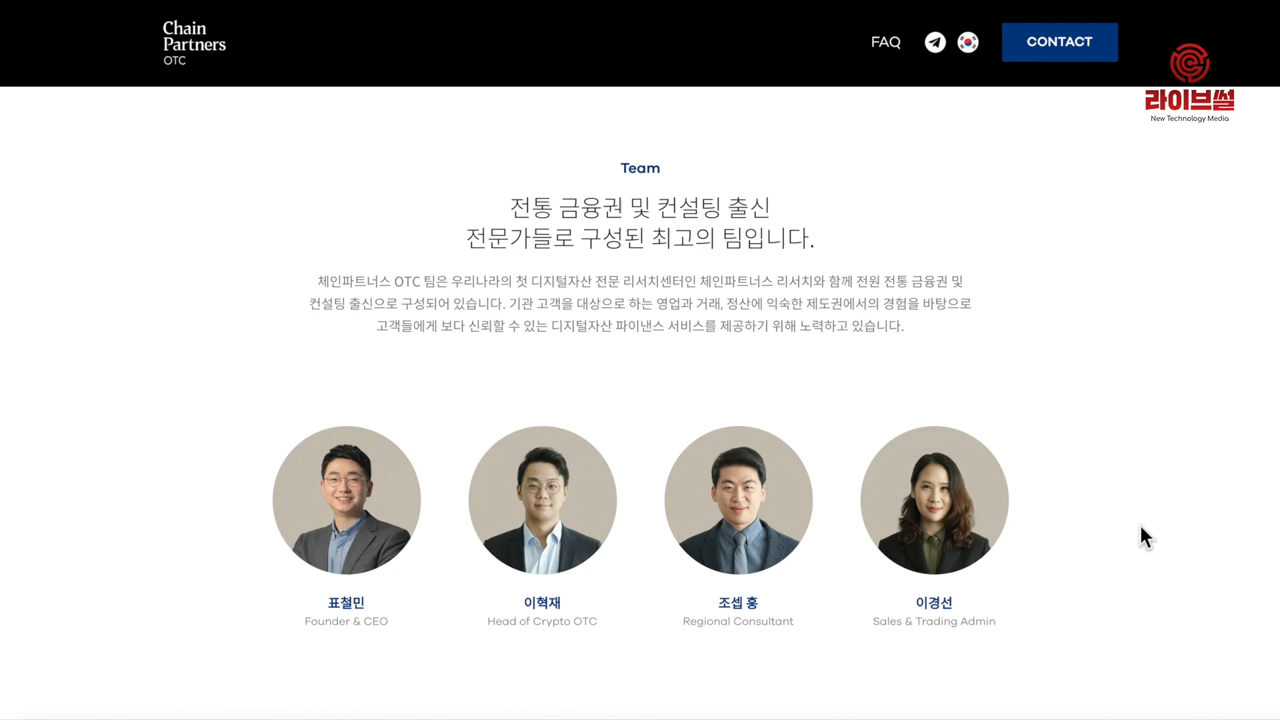 Chain
Partners
OTC
FAQ
CONTACT
라이브썰
New Technology Media
Team
전통 금융권 및 컨설팅 출신
전문가들로 구성된 최고의 팀입니다.
체인파트너스 OTC 팀은 우리나라의 첫 디지털자산 전문 리서치센터인 체인파트너스 리서치와 함께 전원 전통 금융권 및
컨설팅 출신으로 구성되어 있습니다. 기관 고객을 대상으로 하는 영업과 거래, 정산에 익숙한 제도권에서의 경험을 바탕으로
고객들에게 보다 신뢰할 수 있는 디지털자산 파이낸스 서비스를 제공하기 위해 노력하고 있습니다.
표철민
Founder & CEO
이혁재
Head of Crypto OTC
조셉 홍
Regional Consultant
이경선
Sales & Trading Admin